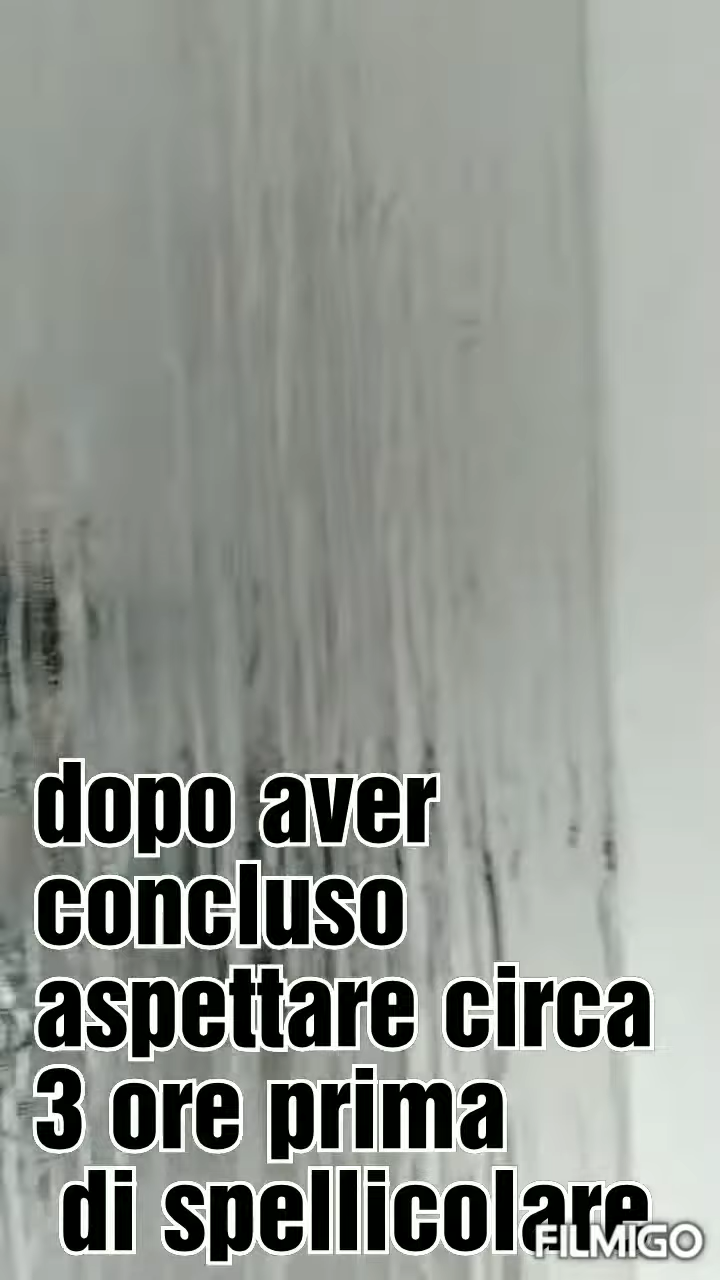 dopo aver
concluso
aspettare circa
3 ore prima
di spellicolare
FILMIGO